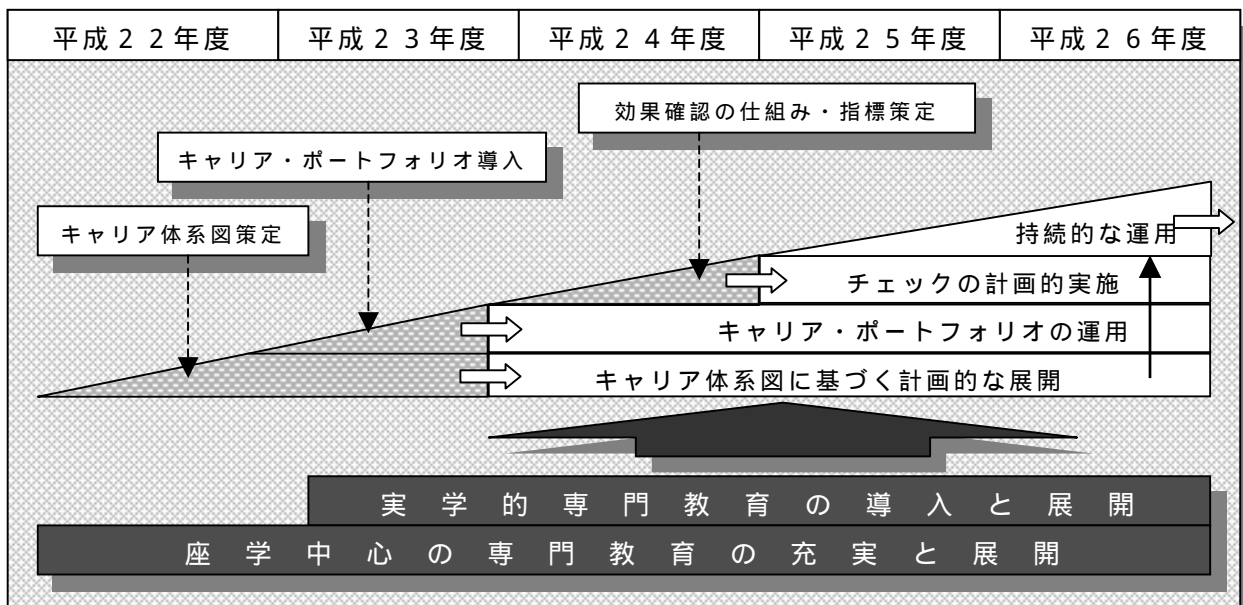 平成２２年度
平成２３年度
平成２４年度
平成２５年度
平成２６年度
効果確認の仕組み・指標策定
キャリア・ポートフォリオ導入
キャリア体系図策定
持続的な運用
チェックの計画的実施
キャリア・ポートフォリオの運用
キャリア体系図に基づく計画的な展開
実学的専門教育の導入と展開
座学中心の専門教育の充実と展開